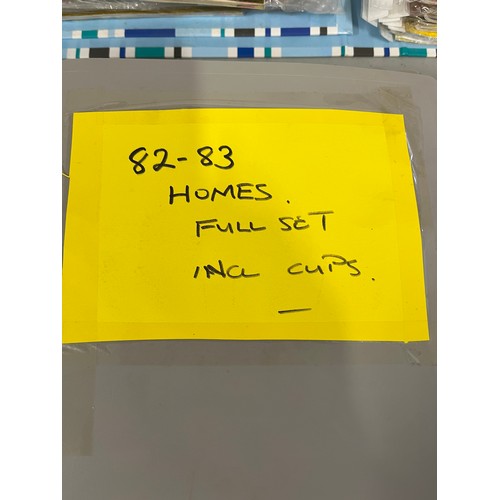 82-83
HOMES.
FULL SET
INCL CUPS.